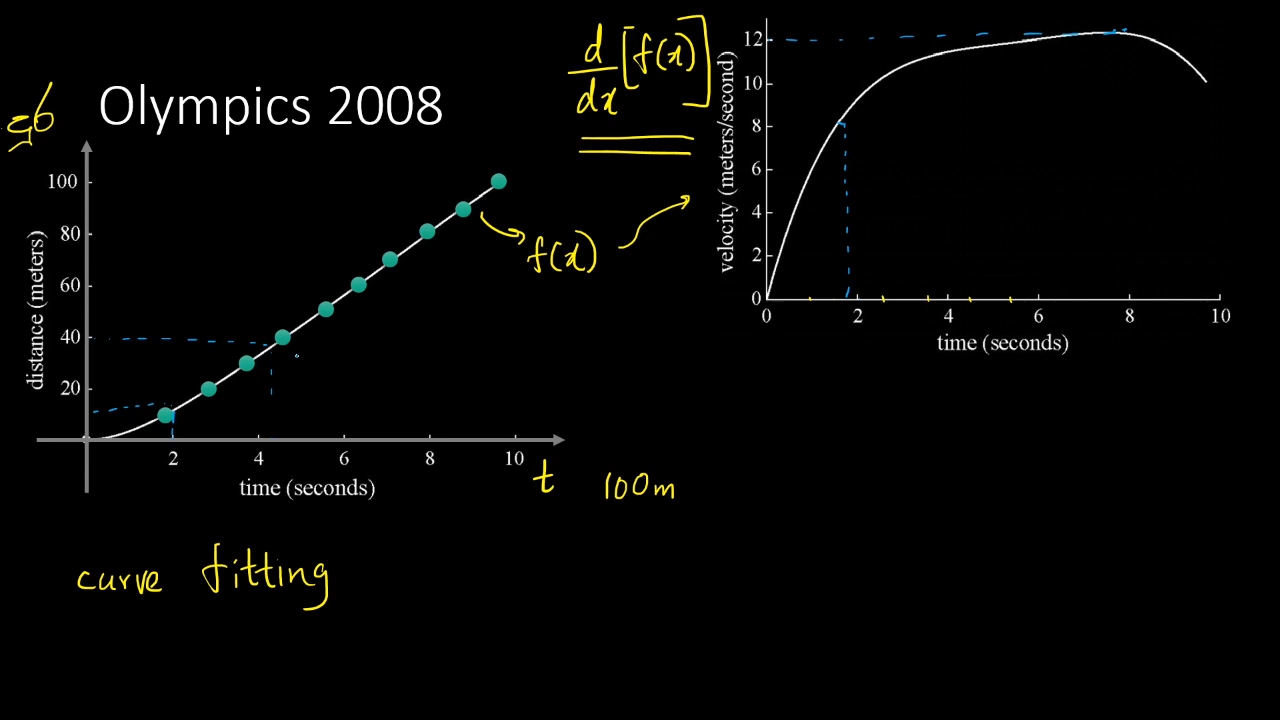 eg 6
Olympics 2008
d/dx [f(x)]
100
80
60
40
20
distance (meters)
2 4 6 8 10
time (seconds)
t
f(x)
100m
curve fitting
12
10
8
6
4
2
0
velocity (meters/second)
0 2 4 6 8 10
time (seconds)